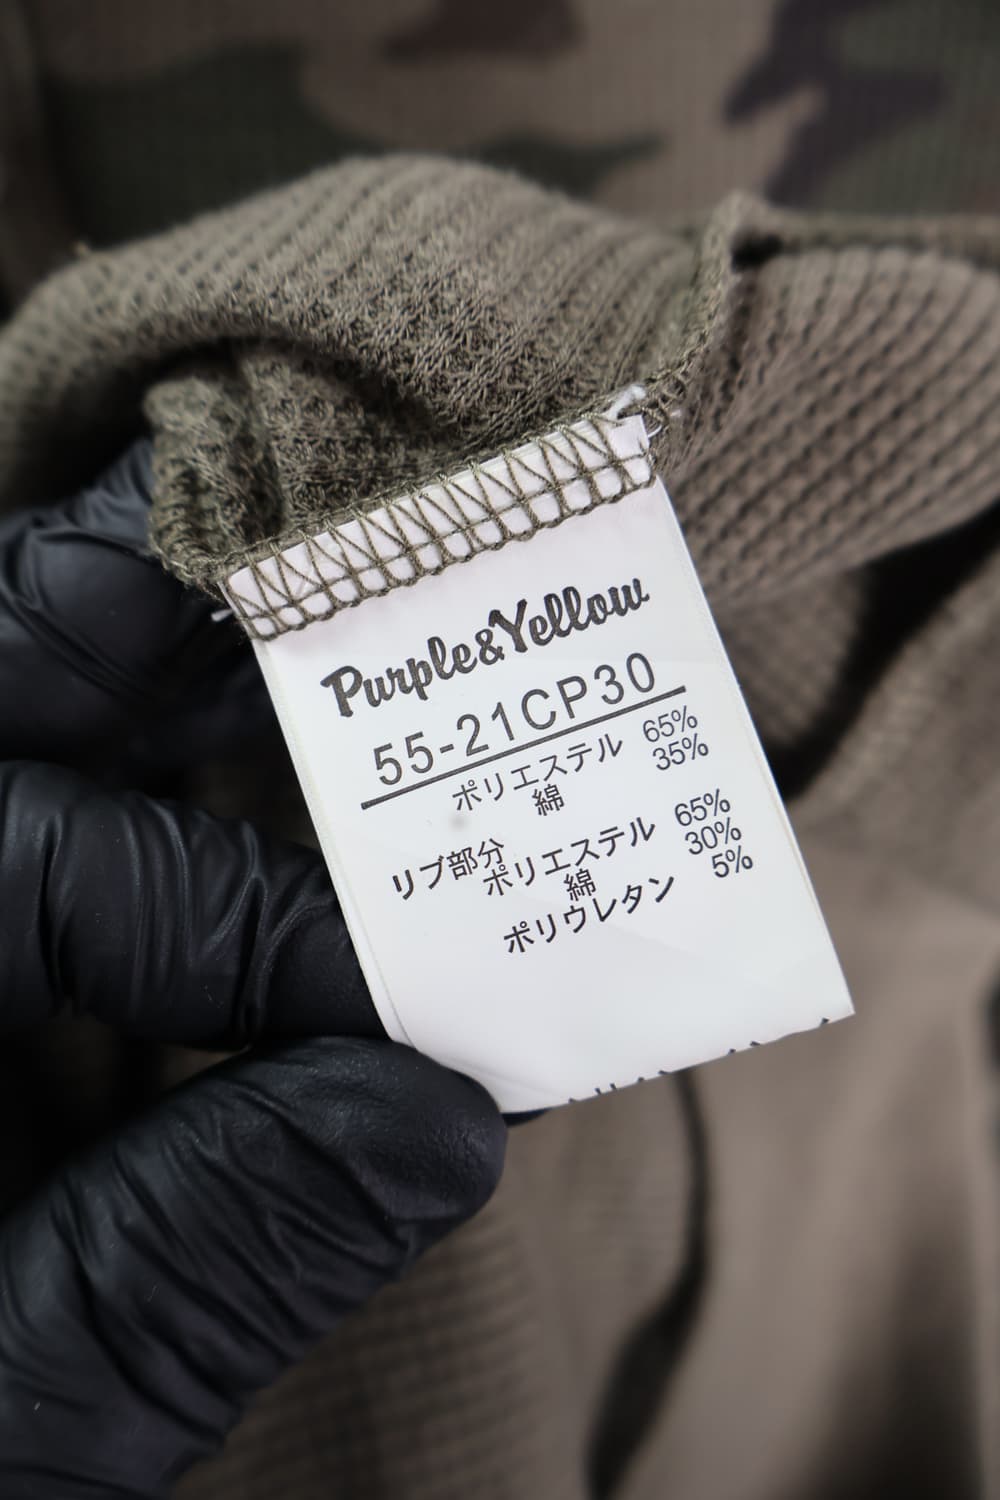 Purple&Yellow
55-21CP30
ポリエステル 65%
綿 35%
リブ部分
ポリエステル 65%
綿 30%
ポリウレタン 5%